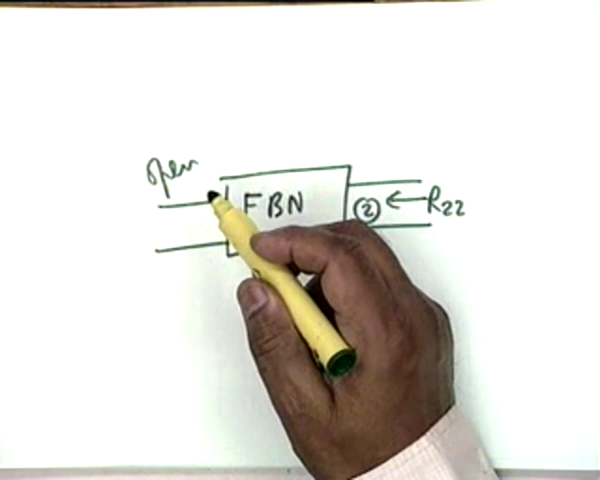 open
FBN
② ← R22